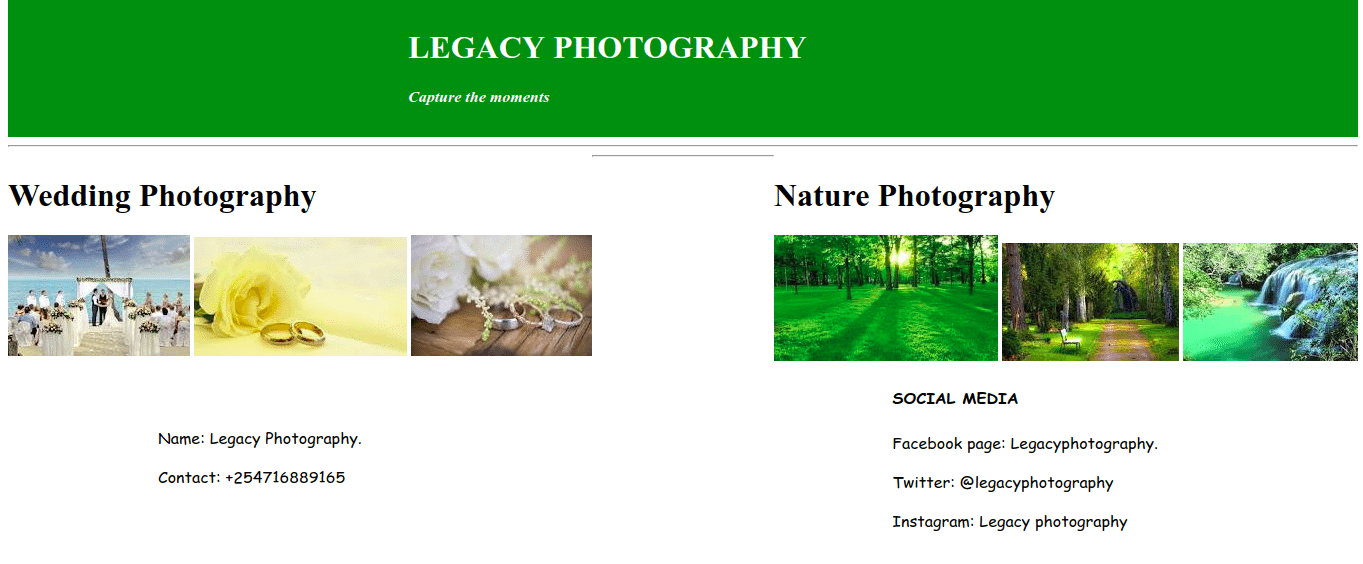 LEGACY PHOTOGRAPHY
Capture the moments
Wedding Photography
Nature Photography
Name: Legacy Photography.
Contact: +254716889165
SOCIAL MEDIA
Facebook page: Legacyphotography.
Twitter: @legacyphotography
Instagram: Legacy photography